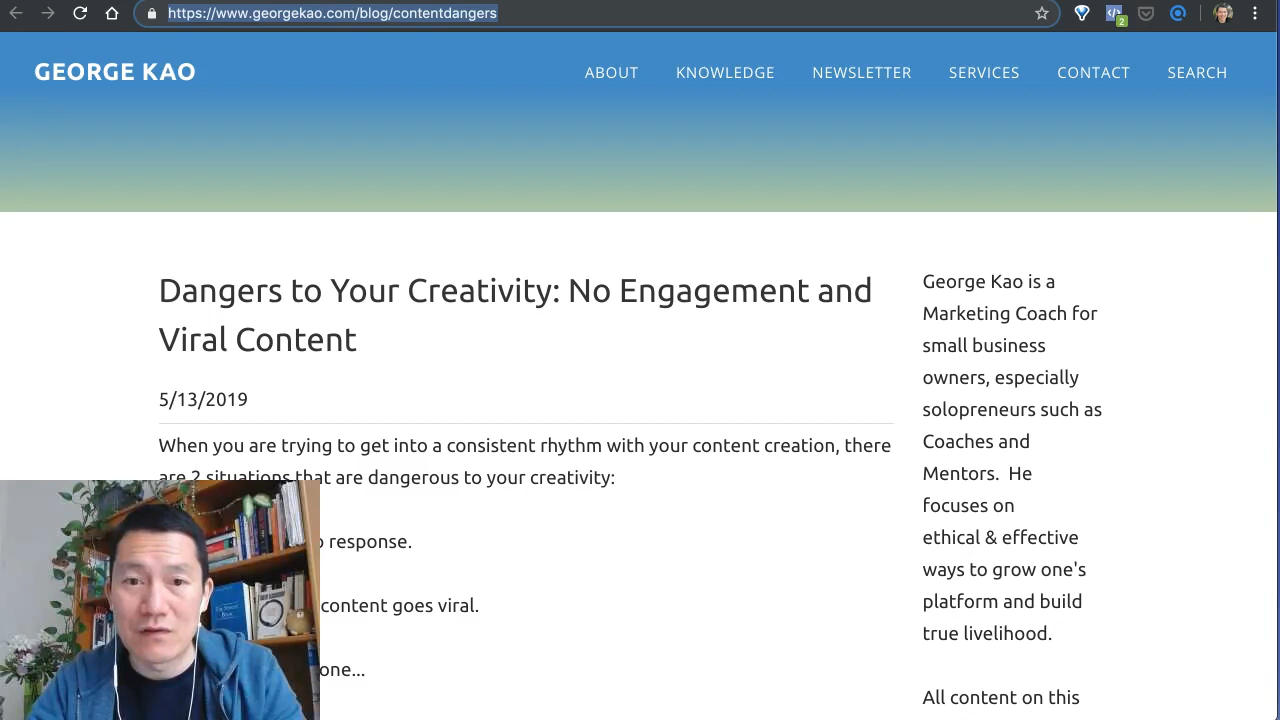 https://www.georgekao.com/blog/contentdangers
2
GEORGE KAO
ABOUT KNOWLEDGE NEWSLETTER SERVICES CONTACT SEARCH
Dangers to Your Creativity: No Engagement and
Viral Content
5/13/2019
When you are trying to get into a consistent rhythm with your content creation, there
are 2 situations that are dangerous to your creativity:
response.
content goes viral.
one...
George Kao is a
Marketing Coach for
small business
owners, especially
solopreneurs such as
Coaches and
Mentors. He
focuses on
ethical & effective
ways to grow one's
platform and build
true livelihood.
All content on this